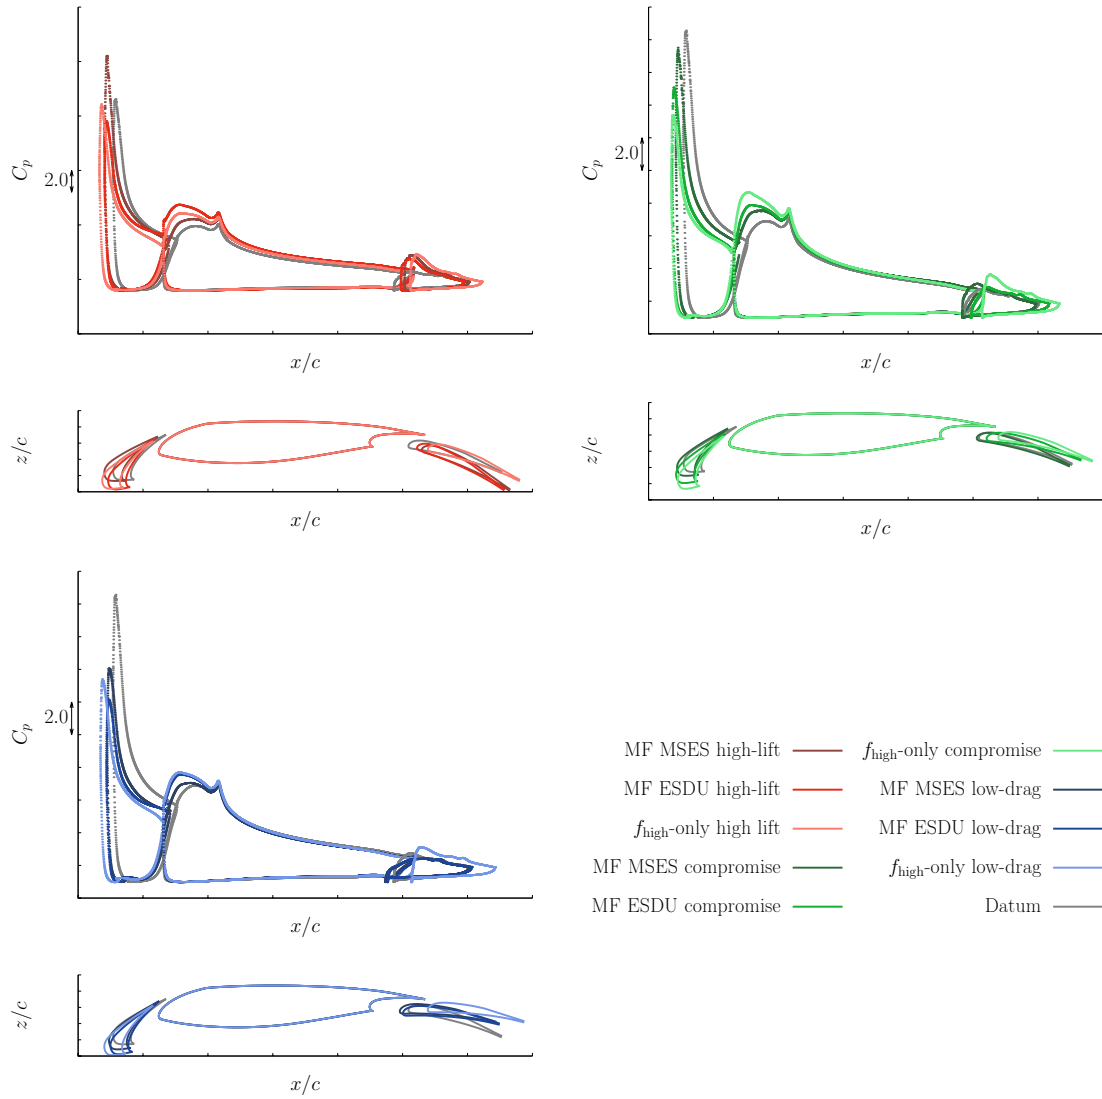 C_p
2.0
x/c
z/c
x/c
C_p
2.0
x/c
z/c
x/c
C_p
2.0
x/c
z/c
x/c
MF MSES high-lift
MF ESDU high-lift
f_high-only high lift
MF MSES compromise
MF ESDU compromise
f_high-only compromise
MF MSES low-drag
MF ESDU low-drag
f_high-only low-drag
Datum